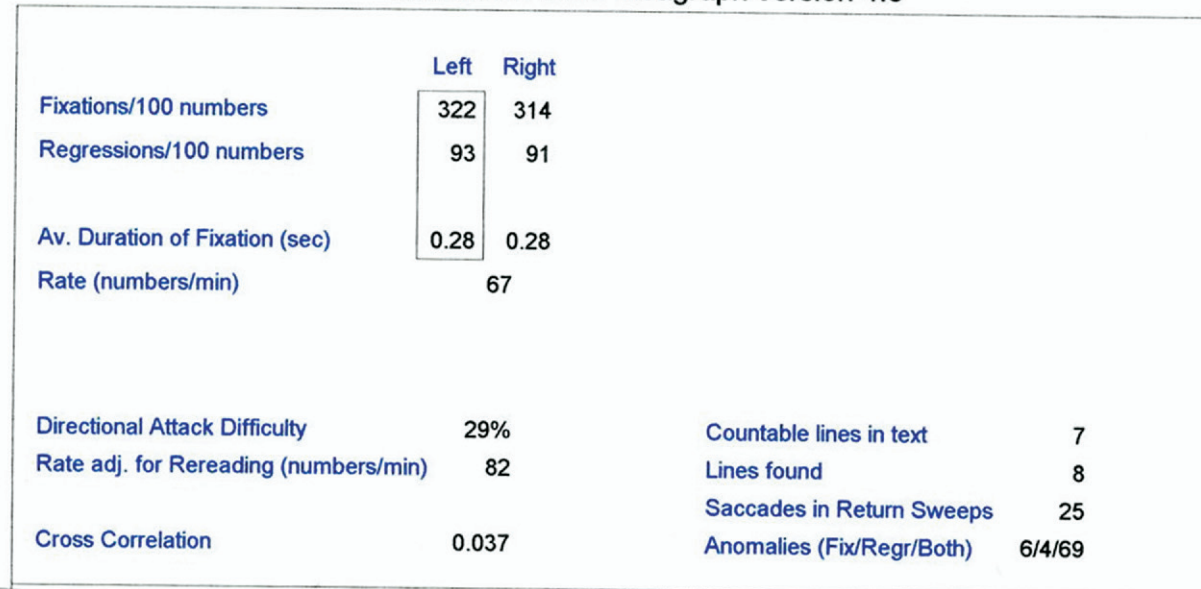 Left Right
Fixations/100 numbers 322 314
Regressions/100 numbers 93 91
Av. Duration of Fixation (sec) 0.28 0.28
Rate (numbers/min) 67
Directional Attack Difficulty 29%
Rate adj. for Rereading (numbers/min) 82
Cross Correlation 0.037
Countable lines in text 7
Lines found 8
Saccades in Return Sweeps 25
Anomalies (Fix/Regr/Both) 6/4/69